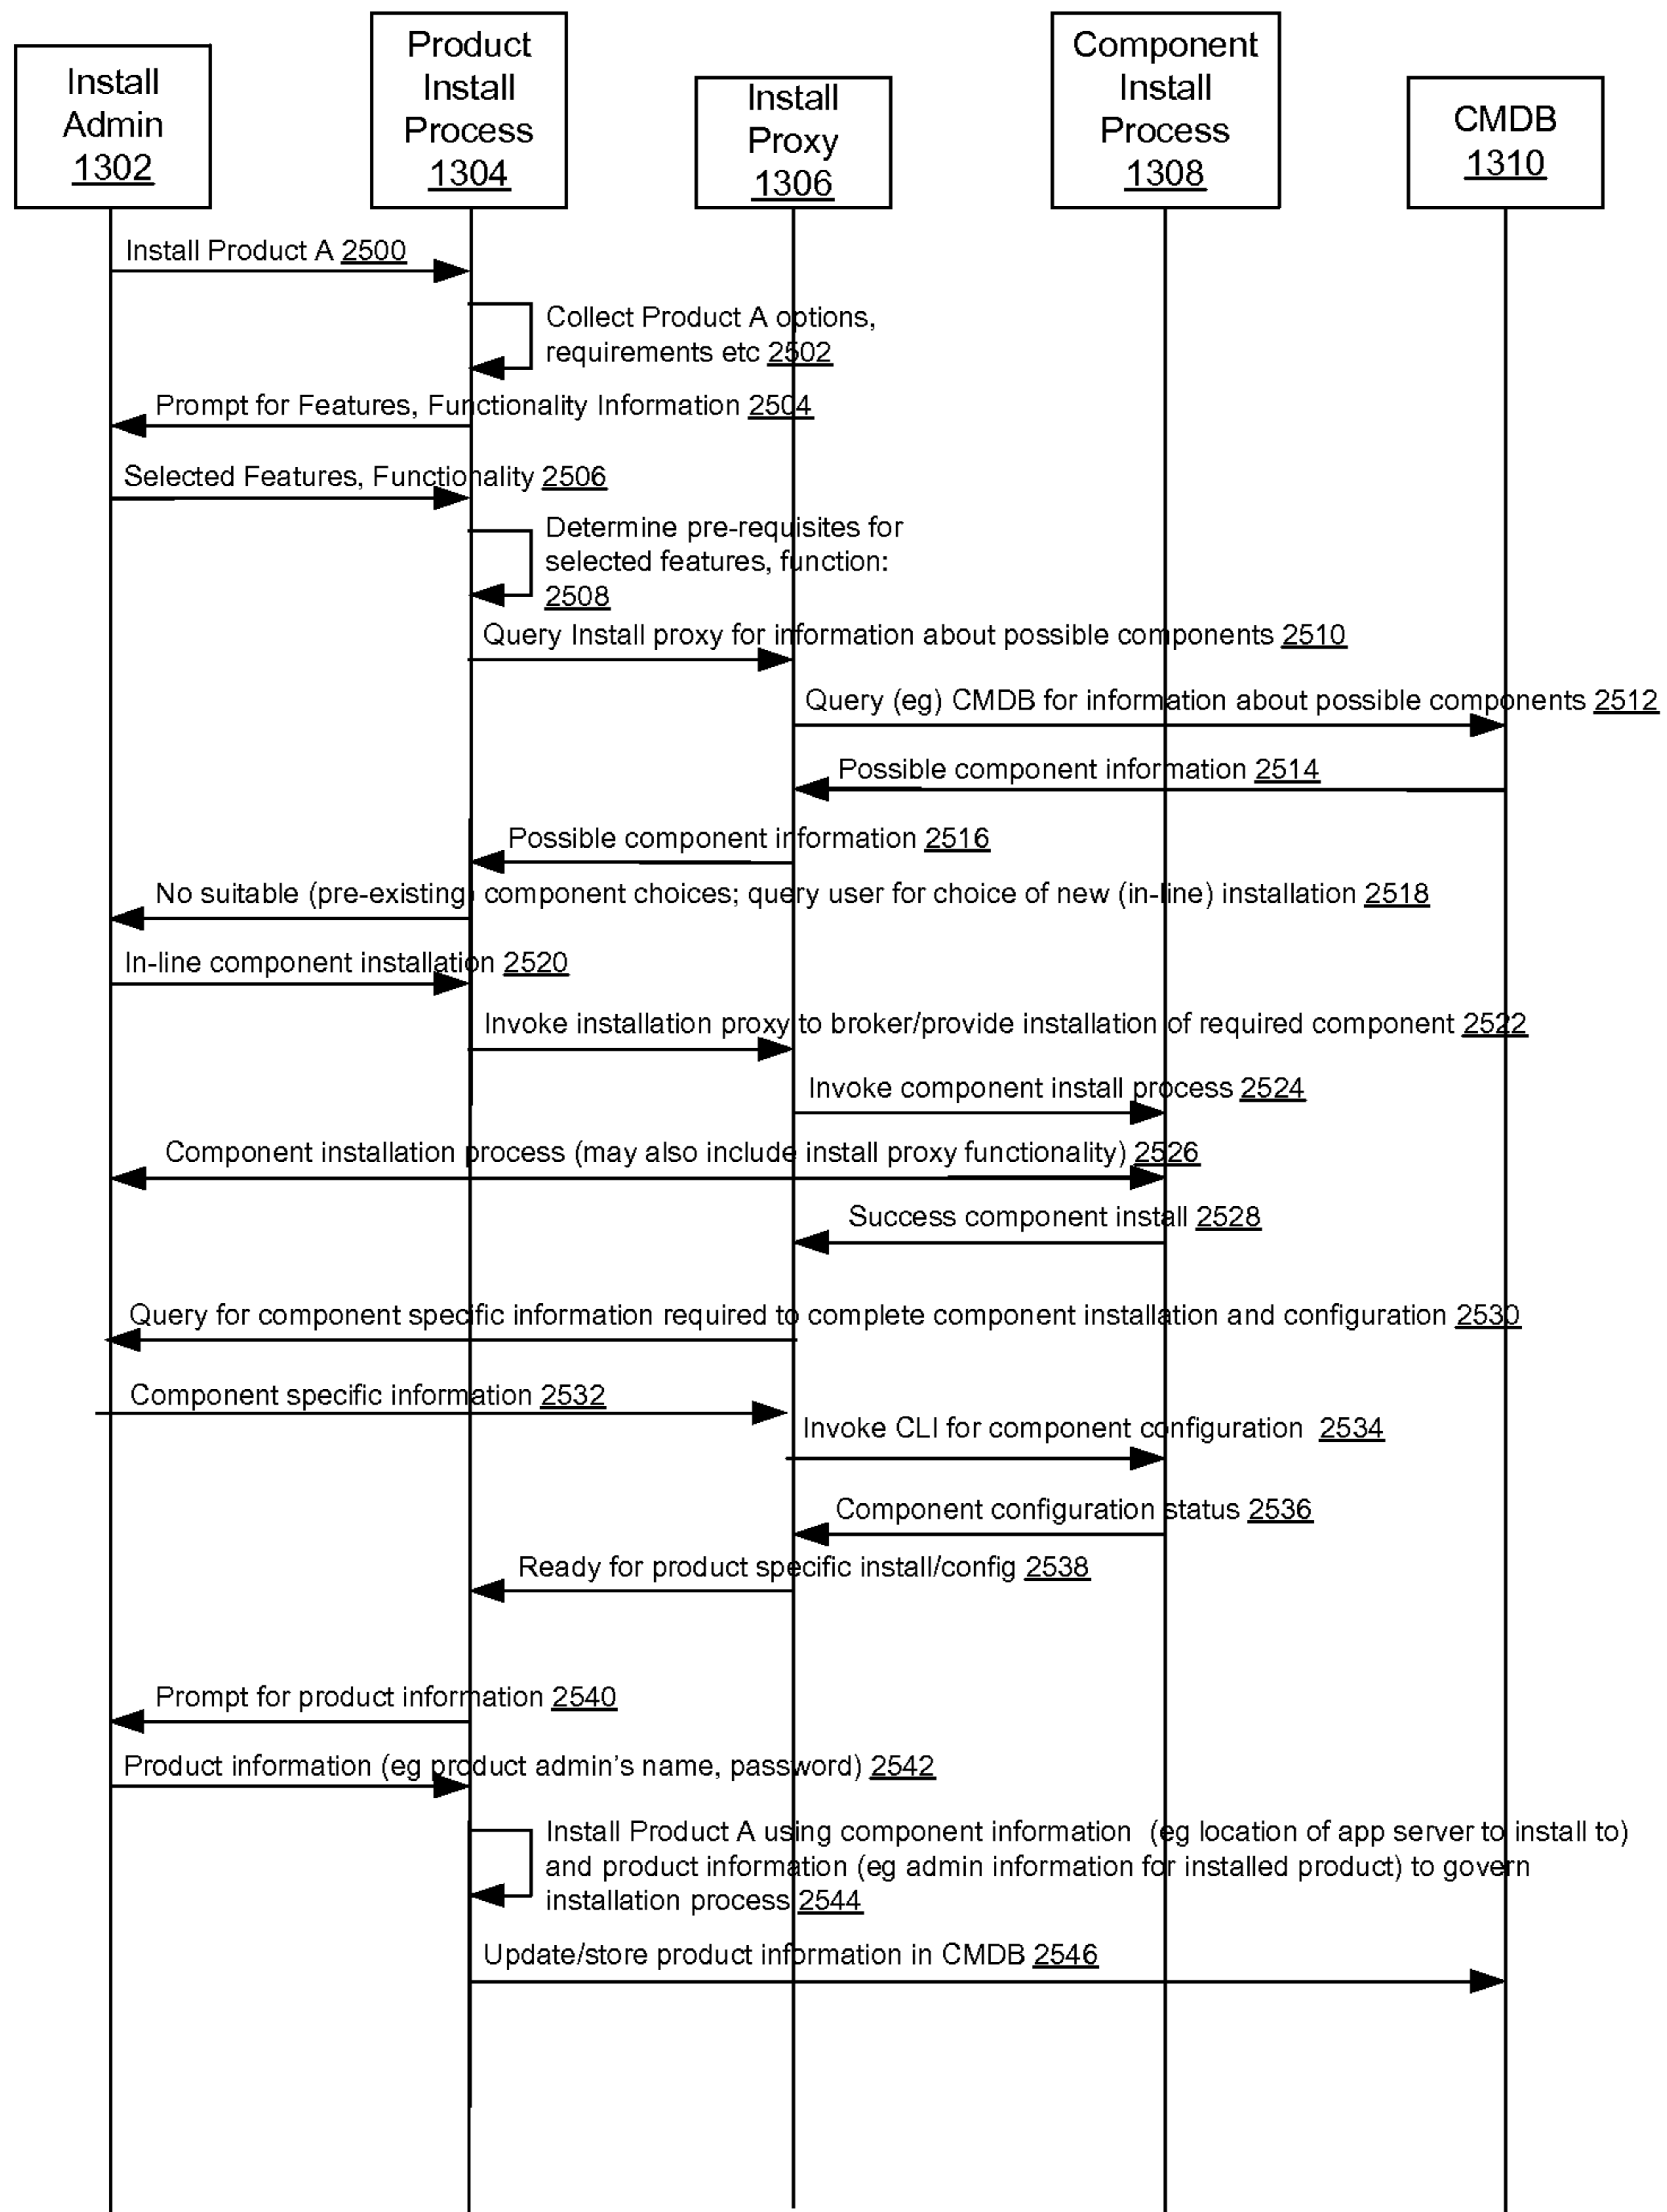 Install
Admin
1302
Product
Install
Process
1304
Install
Proxy
1306
Component
Install
Process
1308
CMDB
1310
Install Product A 2500
Collect Product A options,
requirements etc 2502
Prompt for Features, Functionality Information 2504
Selected Features, Functionality 2506
Determine pre-requisites for
selected features, function:
2508
Query Install proxy for information about possible components 2510
Query (eg) CMDB for information about possible components 2512
Possible component information 2514
Possible component information 2516
No suitable (pre-existing) component choices; query user for choice of new (in-line) installation 2518
In-line component installation 2520
Invoke installation proxy to broker/provide installation of required component 2522
Invoke component install process 2524
Component installation process (may also include install proxy functionality) 2526
Success component install 2528
Query for component specific information required to complete component installation and configuration 2530
Component specific information 2532
Invoke CLI for component configuration 2534
Component configuration status 2536
Ready for product specific install/config 2538
Prompt for product information 2540
Product information (eg product admin's name, password) 2542
Install Product A using component information (eg location of app server to install to)
and product information (eg admin information for installed product) to govern
installation process 2544
Update/store product information in CMDB 2546